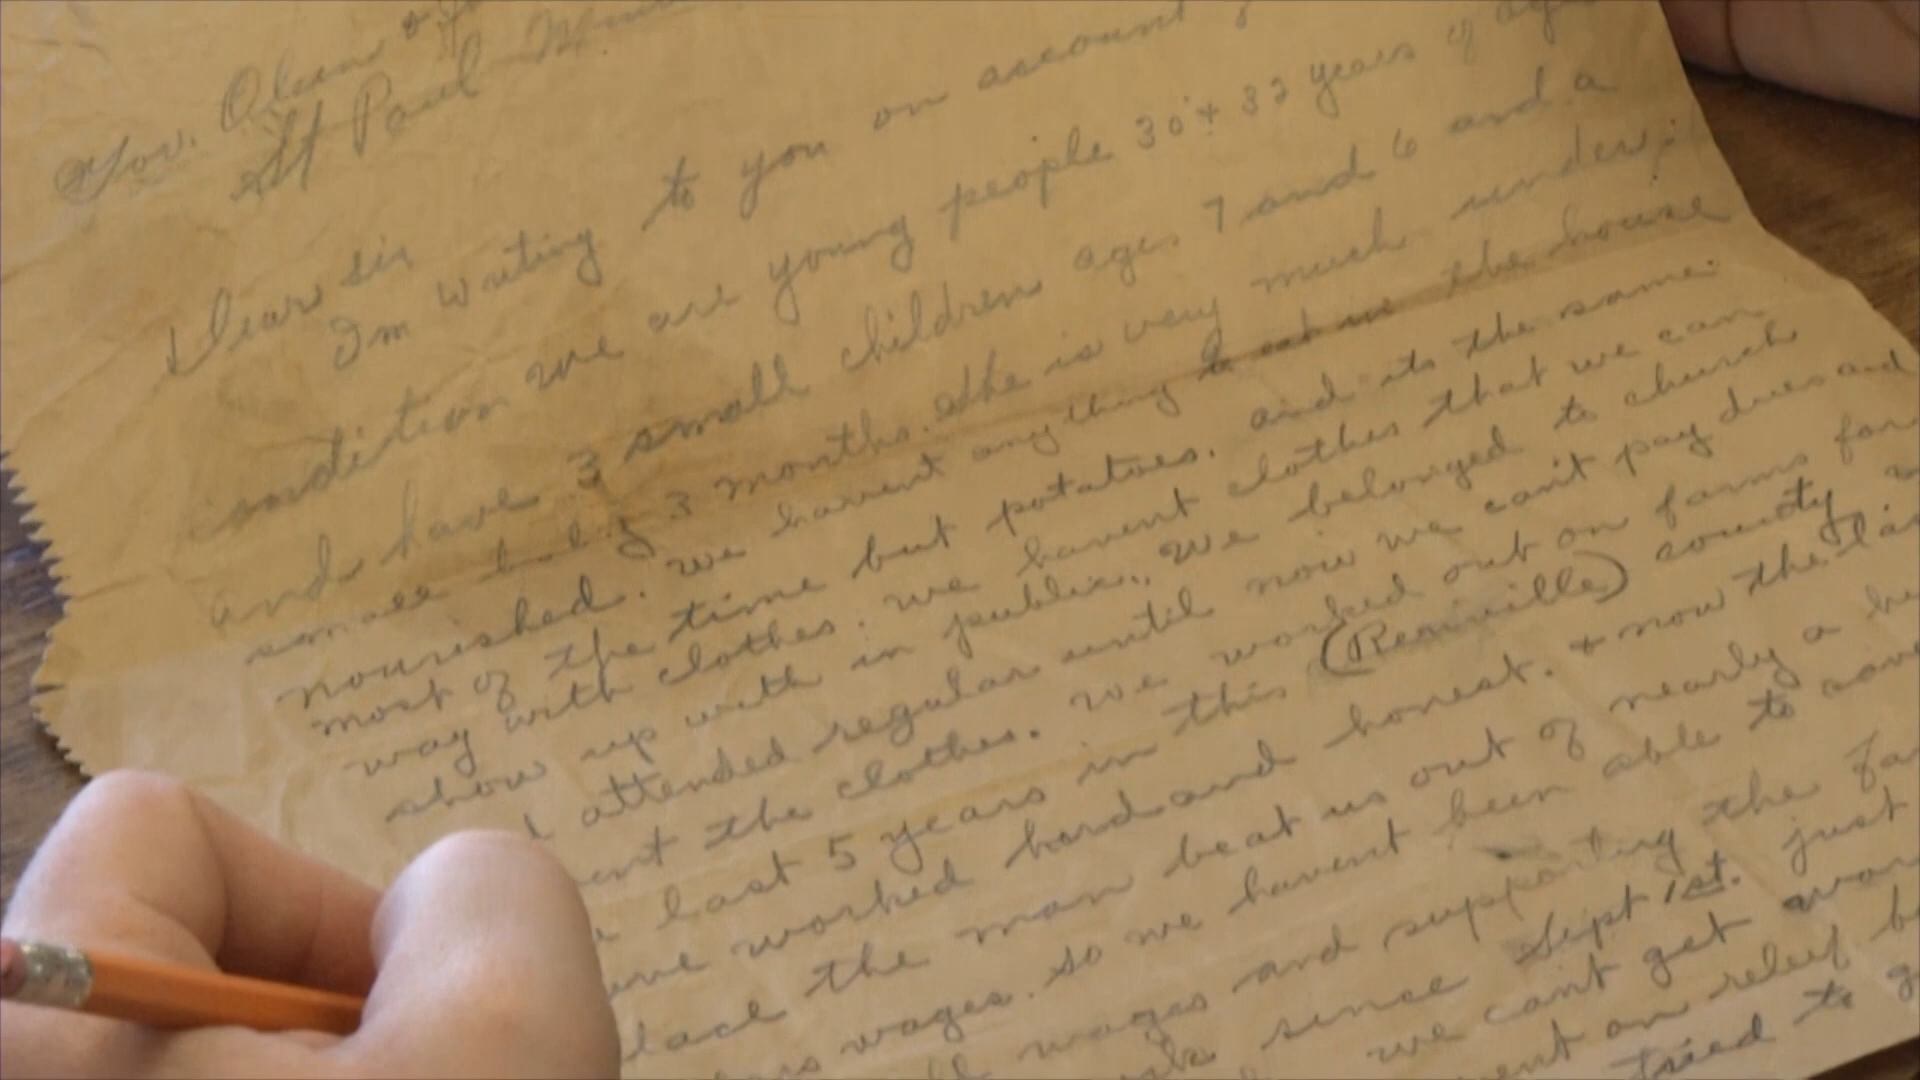 Gov. Olson &
St Paul Minn
Dear sir
Im writing to you on account
condition we are young people 30 + 32 years of age
and have 3 small children ages 7 and 6 and a
small baby 3 months. She is very much under
nourished. we havent anything to eat in the house
most of the time but potatoes. and its the same
way with clothes. we havent clothes that we can
show up with in public. We belonged to church
attended regular until now we cant pay dues and
the clothes. we worked out on farms for
last 5 years in this (Renville) county
worked hard and honest. + now the last
place the man beat us out of nearly a
wages. so we havent been able to save
wages and supporting the
since Sept 1st. just
we cant get work
on releef
tried to